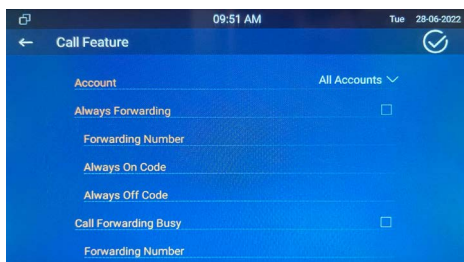 09:51 AM Tue 28-06-2022
Call Feature
Account All Accounts
Always Forwarding
Forwarding Number
Always On Code
Always Off Code
Call Forwarding Busy
Forwarding Number